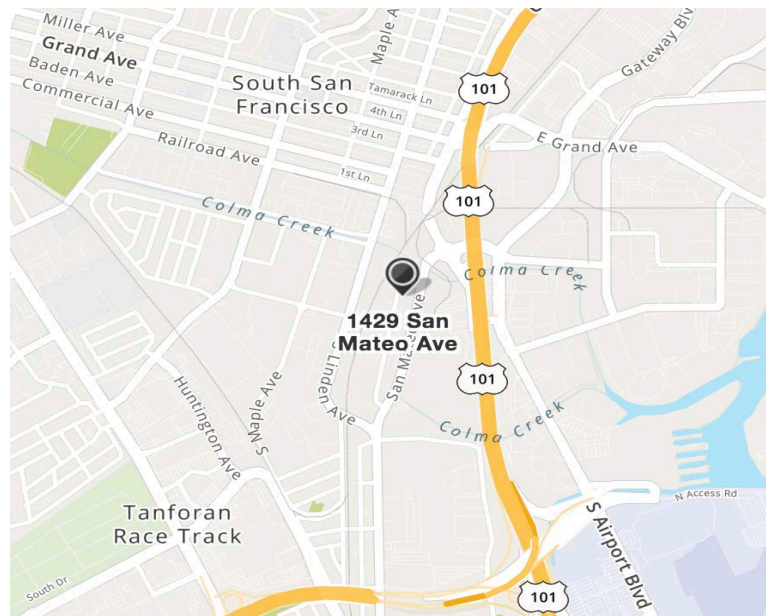 Miller Ave
Grand Ave
Baden Ave
Commercial Ave
Railroad Ave
Maple A
South San
Francisco
Tamarack Ln
4th Ln
3rd Ln
1st Ln
101
Gateway Blv
E Grand Ave
101
Colma Creek
Colma Creek
1429 San
Mateo Ave
San Mateo Ave
S Linden Ave
101
Huntington Ave
S Maple Ave
Colma Creek
Tanforan
Race Track
South Dr
N Access Rd
S Airport Blvd
101